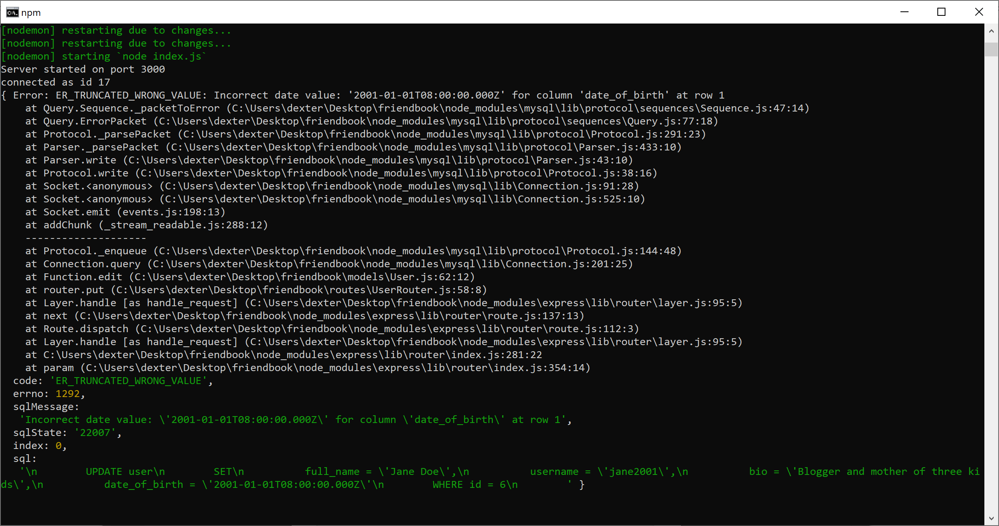 npm
[nodemon] restarting due to changes...
[nodemon] restarting due to changes...
[nodemon] starting `node index.js`
Server started on port 3000
connected as id 17
{ Error: ER_TRUNCATED_WRONG_VALUE: Incorrect date value: '2001-01-01T08:00:00.000Z' for column 'date_of_birth' at row 1
    at Query.Sequence._packetToError (C:\Users\dexter\Desktop\friendbook\node_modules\mysql\lib\protocol\sequences\Sequence.js:47:14)
    at Query.ErrorPacket (C:\Users\dexter\Desktop\friendbook\node_modules\mysql\lib\protocol\sequences\Query.js:77:18)
    at Protocol._parsePacket (C:\Users\dexter\Desktop\friendbook\node_modules\mysql\lib\protocol\Protocol.js:291:23)
    at Parser._parsePacket (C:\Users\dexter\Desktop\friendbook\node_modules\mysql\lib\protocol\Parser.js:433:10)
    at Parser.write (C:\Users\dexter\Desktop\friendbook\node_modules\mysql\lib\protocol\Parser.js:43:10)
    at Protocol.write (C:\Users\dexter\Desktop\friendbook\node_modules\mysql\lib\protocol\Protocol.js:38:16)
    at Socket.<anonymous> (C:\Users\dexter\Desktop\friendbook\node_modules\mysql\lib\Connection.js:91:28)
    at Socket.<anonymous> (C:\Users\dexter\Desktop\friendbook\node_modules\mysql\lib\Connection.js:525:10)
    at Socket.emit (events.js:198:13)
    at addChunk (_stream_readable.js:288:12)
    --------------------
    at Protocol._enqueue (C:\Users\dexter\Desktop\friendbook\node_modules\mysql\lib\protocol\Protocol.js:144:48)
    at Connection.query (C:\Users\dexter\Desktop\friendbook\node_modules\mysql\lib\Connection.js:201:25)
    at Function.edit (C:\Users\dexter\Desktop\friendbook\models\User.js:62:12)
    at router.put (C:\Users\dexter\Desktop\friendbook\routes\UserRouter.js:58:8)
    at Layer.handle [as handle_request] (C:\Users\dexter\Desktop\friendbook\node_modules\express\lib\router\layer.js:95:5)
    at next (C:\Users\dexter\Desktop\friendbook\node_modules\express\lib\router\route.js:137:13)
    at Route.dispatch (C:\Users\dexter\Desktop\friendbook\node_modules\express\lib\router\route.js:112:3)
    at Layer.handle [as handle_request] (C:\Users\dexter\Desktop\friendbook\node_modules\express\lib\router\layer.js:95:5)
    at C:\Users\dexter\Desktop\friendbook\node_modules\express\lib\router\index.js:281:22
    at param (C:\Users\dexter\Desktop\friendbook\node_modules\express\lib\router\index.js:354:14)
  code: 'ER_TRUNCATED_WRONG_VALUE',
  errno: 1292,
  sqlMessage:
   'Incorrect date value: \'2001-01-01T08:00:00.000Z\' for column \'date_of_birth\' at row 1',
  sqlState: '22007',
  index: 0,
  sql:
   '\n        UPDATE user\n        SET\n          full_name = \'Jane Doe\',\n          username = \'jane2001\',\n          bio = \'Blogger and mother of three ki
ds\',\n          date_of_birth = \'2001-01-01T08:00:00.000Z\'\n        WHERE id = 6\n        ' }